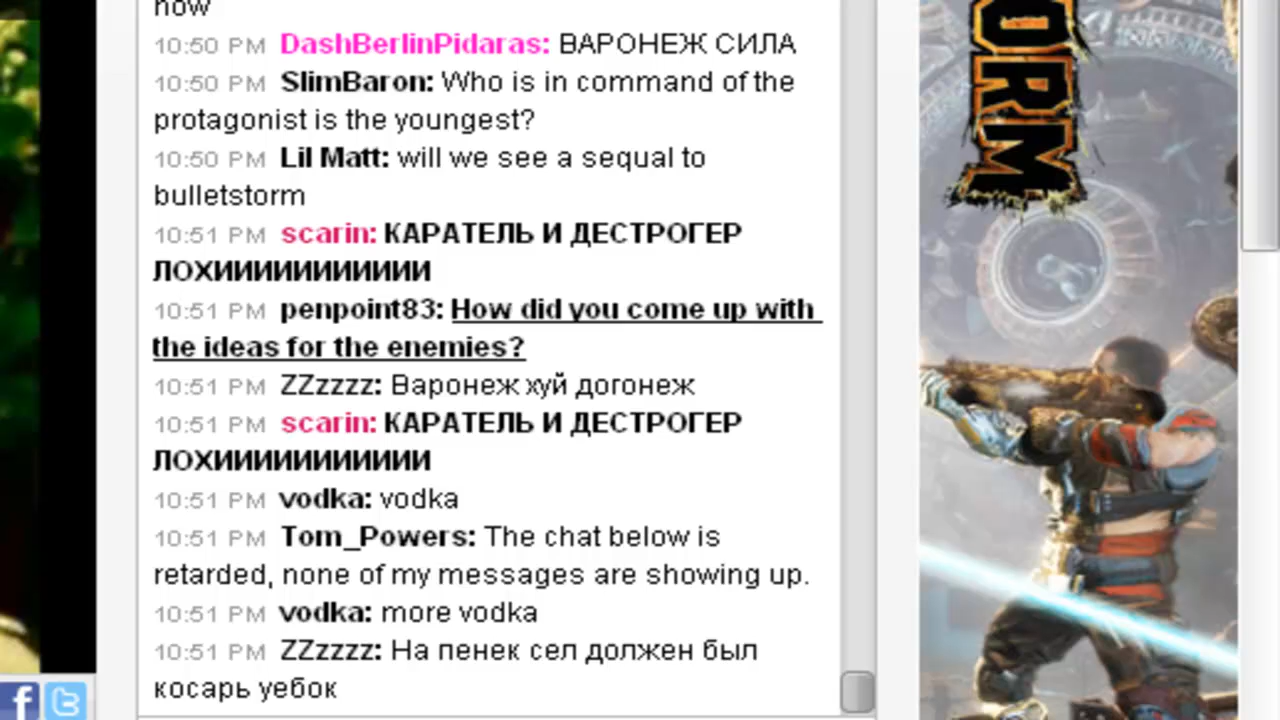 now
10:50 PM DashBerlinPidaras: ВАРОНЕЖ СИЛА
10:50 PM SlimBaron: Who is in command of the
protagonist is the youngest?
10:50 PM Lil Matt: will we see a sequal to
bulletstorm
10:51 PM scarin: КАРАТЕЛЬ И ДЕСТРОГЕР
ЛОХИИИИИИИИИИИ
10:51 PM penpoint83: How did you come up with
the ideas for the enemies?
10:51 PM ZZzzzz: Варонеж хуй догонеж
10:51 PM scarin: КАРАТЕЛЬ И ДЕСТРОГЕР
ЛОХИИИИИИИИИИИ
10:51 PM vodka: vodka
10:51 PM Tom_Powers: The chat below is
retarded, none of my messages are showing up.
10:51 PM vodka: more vodka
10:51 PM ZZzzzz: На пенек сел должен был
косарь уебок
ORM
f t